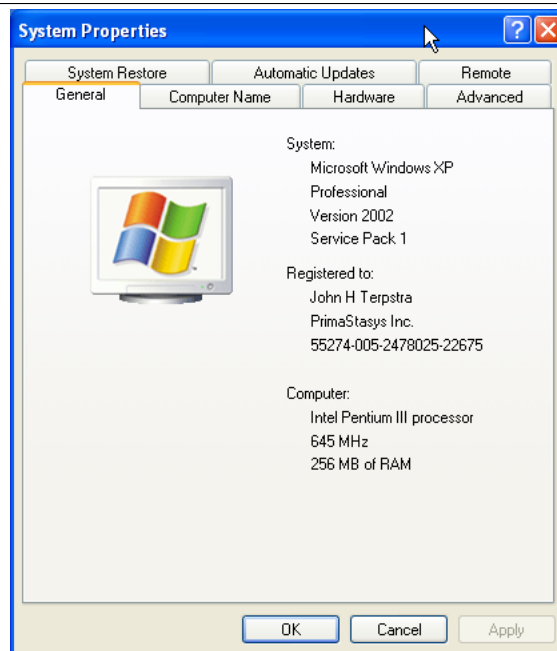 System Properties
System Restore Automatic Updates Remote
General Computer Name Hardware Advanced
System:
Microsoft Windows XP
Professional
Version 2002
Service Pack 1
Registered to:
John H Terpstra
PrimaStasys Inc.
55274-005-2478025-22675
Computer:
Intel Pentium III processor
645 MHz
256 MB of RAM
OK Cancel Apply